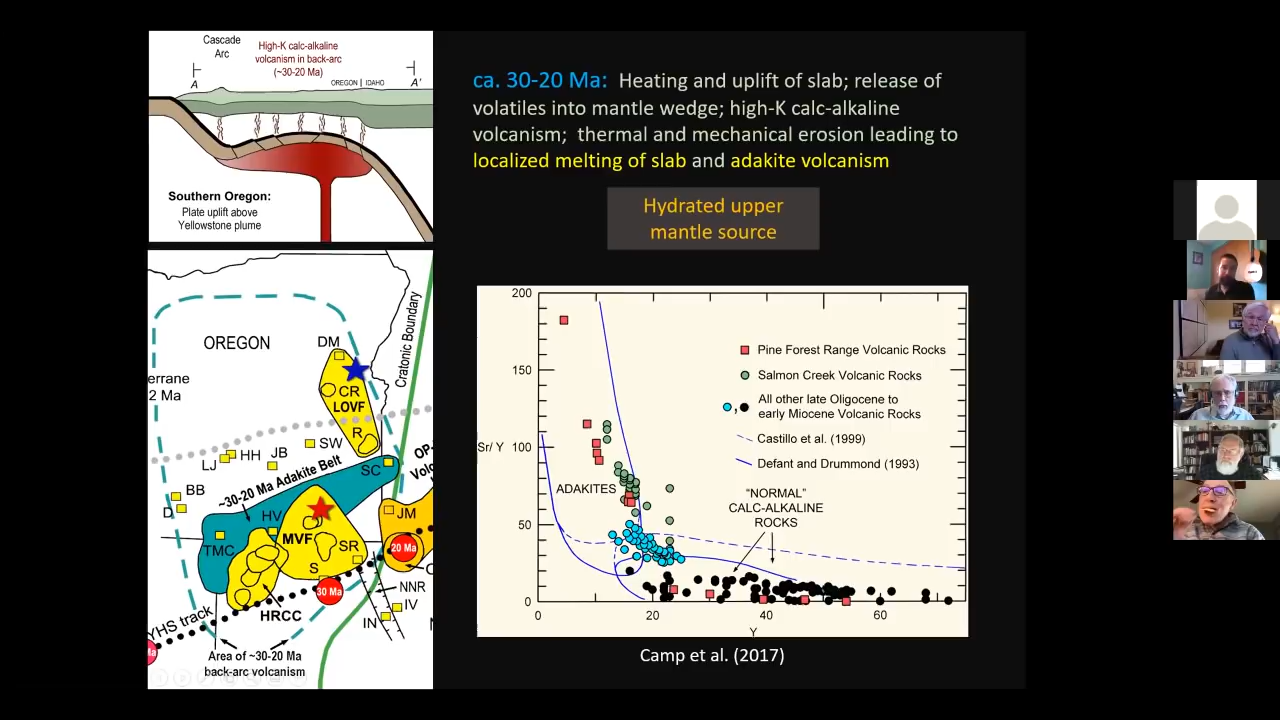 Cascade
Arc
High-K calc-alkaline
volcanism in back-arc
(~30-20 Ma)
A
OREGON | IDAHO
A'
Southern Oregon:
Plate uplift above
Yellowstone plume
ca. 30-20 Ma: Heating and uplift of slab; release of
volatiles into mantle wedge; high-K calc-alkaline
volcanism; thermal and mechanical erosion leading to
localized melting of slab and adakite volcanism
Hydrated upper
mantle source
OREGON
DM
Cratonic Boundary
errane
2 Ma
CR
LOVF
R
SW
HH
JB
LJ
OP-
Volc
~30-20 Ma Adakite Belt
SC
BB
D
HV
JM
TMC
MVF
SR
20 Ma
S
30 Ma
NNR
HRCC
IV
IN
YHS track
Ma
Area of ~30-20 Ma
back-arc volcanism
200
150
100
50
0
Sr/ Y
0
20
40
60
Y
Pine Forest Range Volcanic Rocks
Salmon Creek Volcanic Rocks
All other late Oligocene to
early Miocene Volcanic Rocks
Castillo et al. (1999)
Defant and Drummond (1993)
ADAKITES
"NORMAL"
CALC-ALKALINE
ROCKS
Camp et al. (2017)